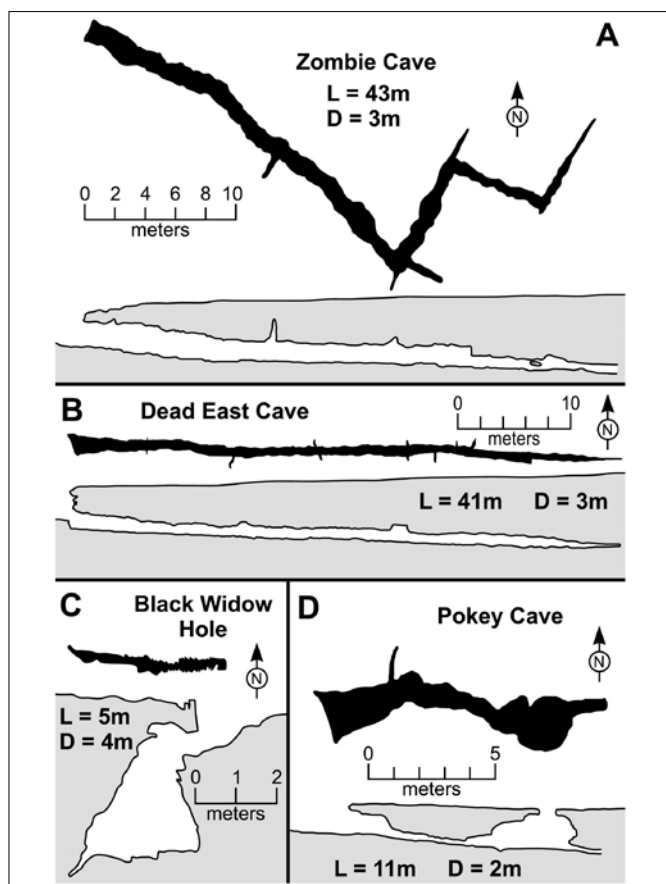 A
Zombie Cave
L = 43m
D = 3m
N
0 2 4 6 8 10
meters
B
Dead East Cave
0 10
meters
N
L = 41m D = 3m
C
Black Widow
Hole
N
L = 5m
D = 4m
0 1 2
meters
D
Pokey Cave
N
0 5
meters
L = 11m D = 2m